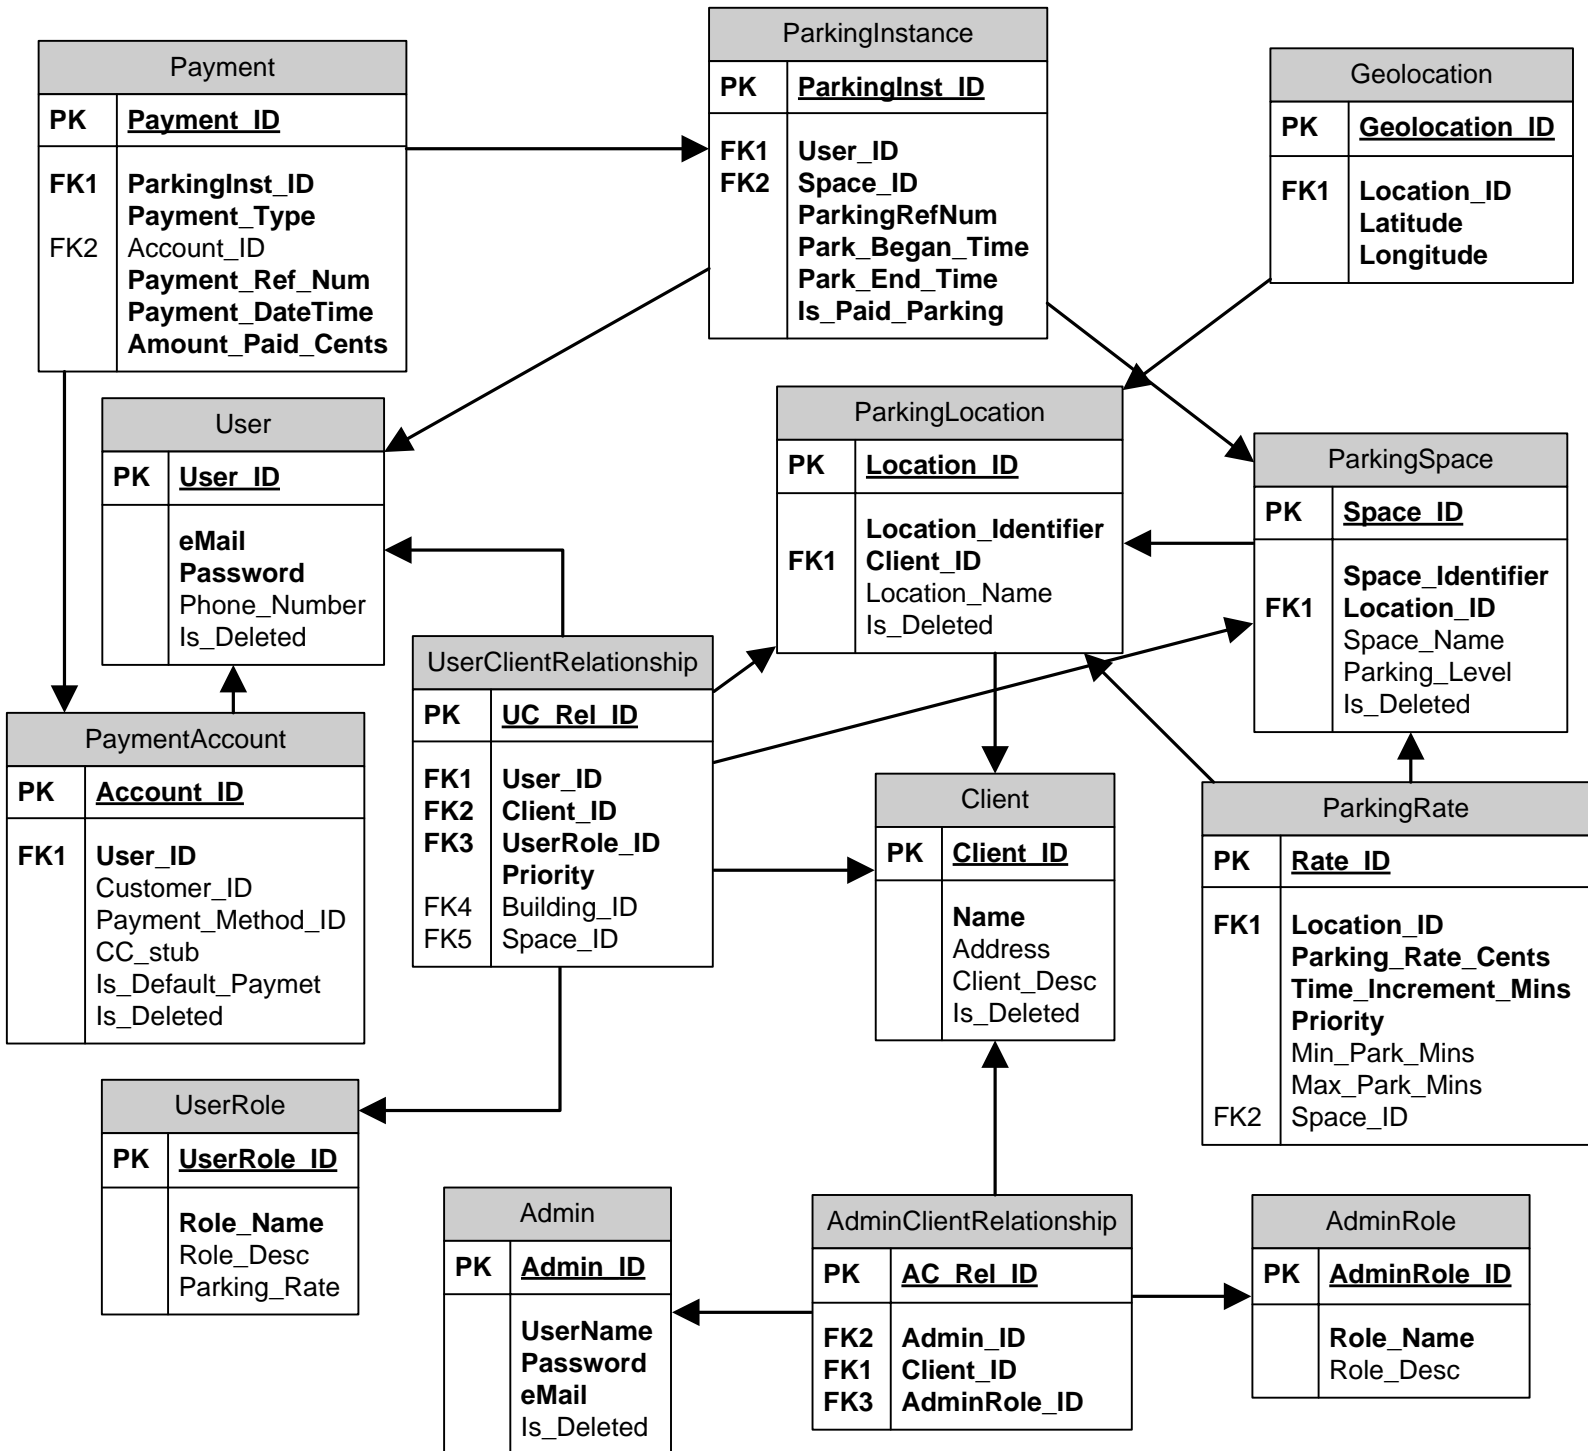 Payment
PK Payment_ID
FK1 ParkingInst_ID
Payment_Type
FK2 Account_ID
Payment_Ref_Num
Payment_DateTime
Amount_Paid_Cents
ParkingInstance
PK ParkingInst_ID
FK1 User_ID
FK2 Space_ID
ParkingRefNum
Park_Began_Time
Park_End_Time
Is_Paid_Parking
Geolocation
PK Geolocation_ID
FK1 Location_ID
Latitude
Longitude
User
PK User_ID
eMail
Password
Phone_Number
Is_Deleted
ParkingLocation
PK Location_ID
Location_Identifier
FK1 Client_ID
Location_Name
Is_Deleted
ParkingSpace
PK Space_ID
Space_Identifier
FK1 Location_ID
Space_Name
Parking_Level
Is_Deleted
UserClientRelationship
PK UC_Rel_ID
FK1 User_ID
FK2 Client_ID
FK3 UserRole_ID
Priority
FK4 Building_ID
FK5 Space_ID
PaymentAccount
PK Account_ID
FK1 User_ID
Customer_ID
Payment_Method_ID
CC_stub
Is_Default_Paymet
Is_Deleted
Client
PK Client_ID
Name
Address
Client_Desc
Is_Deleted
ParkingRate
PK Rate_ID
FK1 Location_ID
Parking_Rate_Cents
Time_Increment_Mins
Priority
Min_Park_Mins
Max_Park_Mins
FK2 Space_ID
UserRole
PK UserRole_ID
Role_Name
Role_Desc
Parking_Rate
Admin
PK Admin_ID
UserName
Password
eMail
Is_Deleted
AdminClientRelationship
PK AC_Rel_ID
FK2 Admin_ID
FK1 Client_ID
FK3 AdminRole_ID
AdminRole
PK AdminRole_ID
Role_Name
Role_Desc